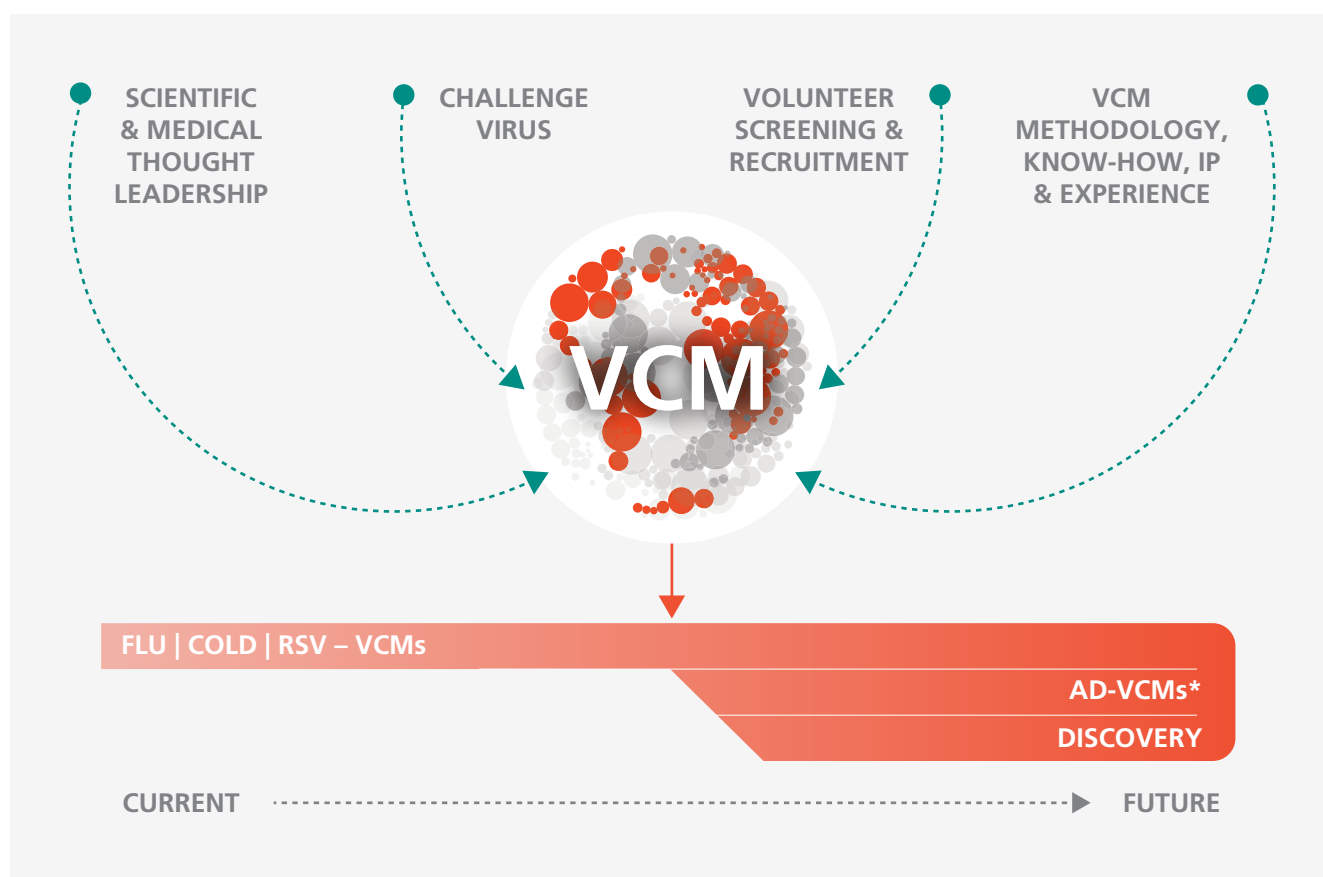 SCIENTIFIC
& MEDICAL
THOUGHT
LEADERSHIP
CHALLENGE
VIRUS
VOLUNTEER
SCREENING &
RECRUITMENT
VCM
METHODOLOGY,
KNOW-HOW, IP
& EXPERIENCE
VCM
FLU | COLD | RSV – VCMs
AD-VCMs*
DISCOVERY
CURRENT
FUTURE